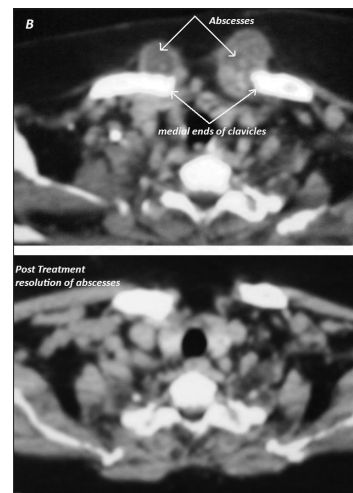 B
Abscesses
medial ends of clavicles
Post Treatment
resolution of abscesses